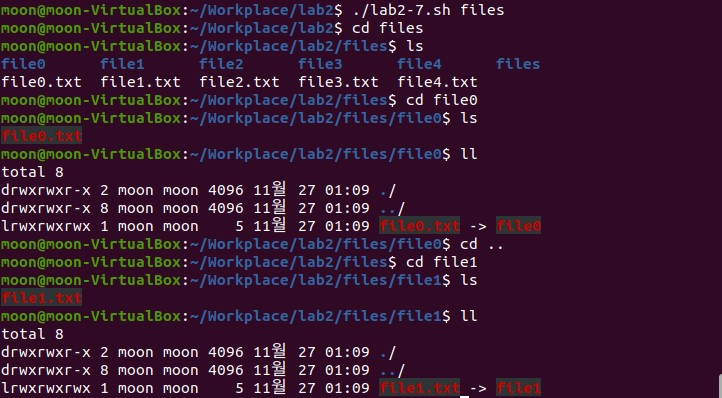 moon@moon-VirtualBox:~/Workplace/lab2$ ./lab2-7.sh files
moon@moon-VirtualBox:~/Workplace/lab2$ cd files
moon@moon-VirtualBox:~/Workplace/lab2/files$ ls
file0      file1      file2      file3      file4      files
file0.txt  file1.txt  file2.txt  file3.txt  file4.txt
moon@moon-VirtualBox:~/Workplace/lab2/files$ cd file0
moon@moon-VirtualBox:~/Workplace/lab2/files/file0$ ls
file0.txt
moon@moon-VirtualBox:~/Workplace/lab2/files/file0$ ll
total 8
drwxrwxr-x 2 moon moon 4096 11월 27 01:09 ./
drwxrwxr-x 8 moon moon 4096 11월 27 01:09 ../
lrwxrwxrwx 1 moon moon    5 11월 27 01:09 file0.txt -> file0
moon@moon-VirtualBox:~/Workplace/lab2/files/file0$ cd ..
moon@moon-VirtualBox:~/Workplace/lab2/files$ cd file1
moon@moon-VirtualBox:~/Workplace/lab2/files/file1$ ls
file1.txt
moon@moon-VirtualBox:~/Workplace/lab2/files/file1$ ll
total 8
drwxrwxr-x 2 moon moon 4096 11월 27 01:09 ./
drwxrwxr-x 8 moon moon 4096 11월 27 01:09 ../
lrwxrwxrwx 1 moon moon    5 11월 27 01:09 file1.txt -> file1